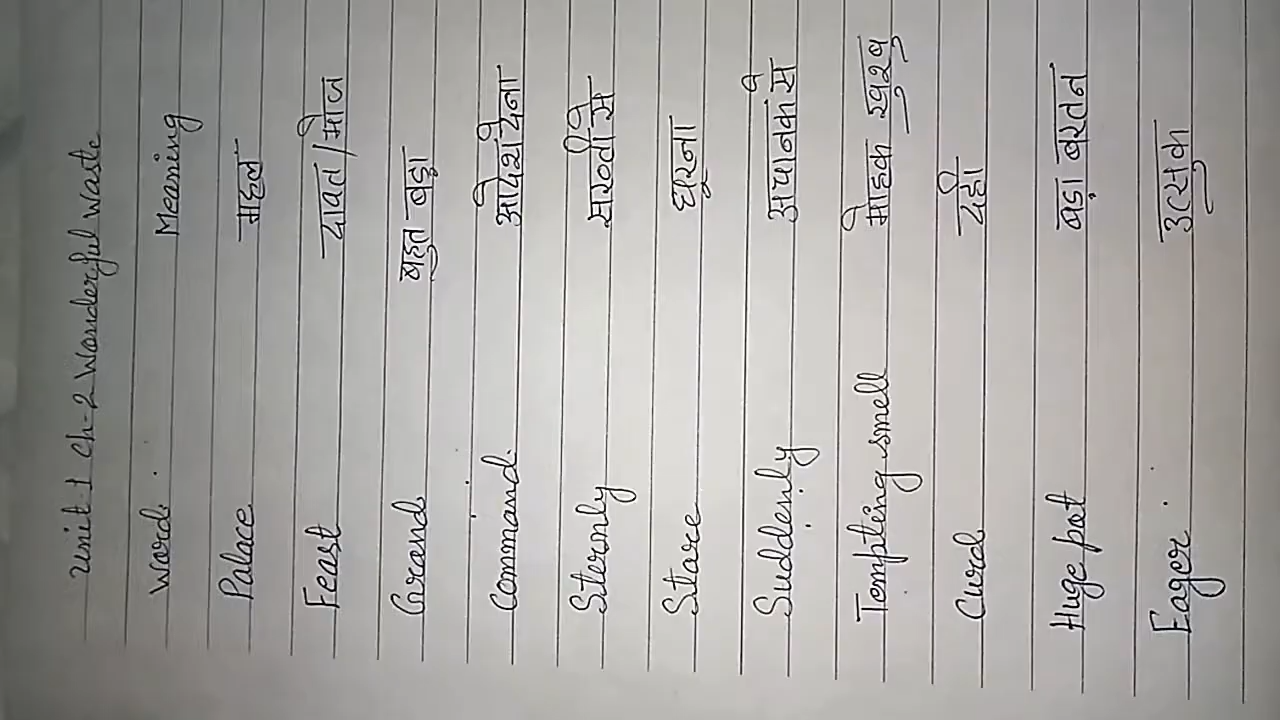 Unit-1 Ch-2 Wonderful Waste
Word. Meaning
Palace महल
Feast दावत/भोज
Grand बहुत बड़ा
Command. आदेश देना
Sternly सख्ती से
Stare घूरना
Suddenly अचानक से
Tempting smell मोहक खुशबू
Curd दही
Huge pot बड़ा बरतन
Eager उत्सुक